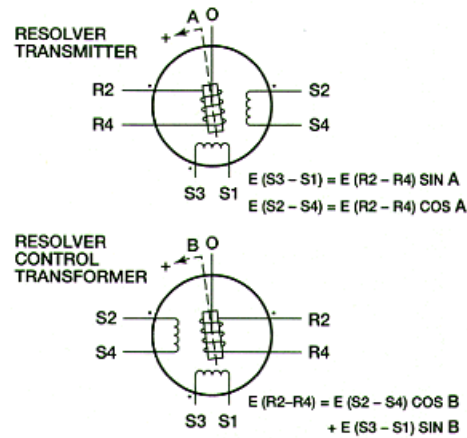 RESOLVER
TRANSMITTER
+
A
O
R2
R4
S2
S4
S3 S1
E (S3 – S1) = E (R2 – R4) SIN A
E (S2 – S4) = E (R2 – R4) COS A
RESOLVER
CONTROL
TRANSFORMER
+
B
O
S2
S4
R2
R4
S3 S1
E (R2–R4) = E (S2 – S4) COS B
+ E (S3 – S1) SIN B